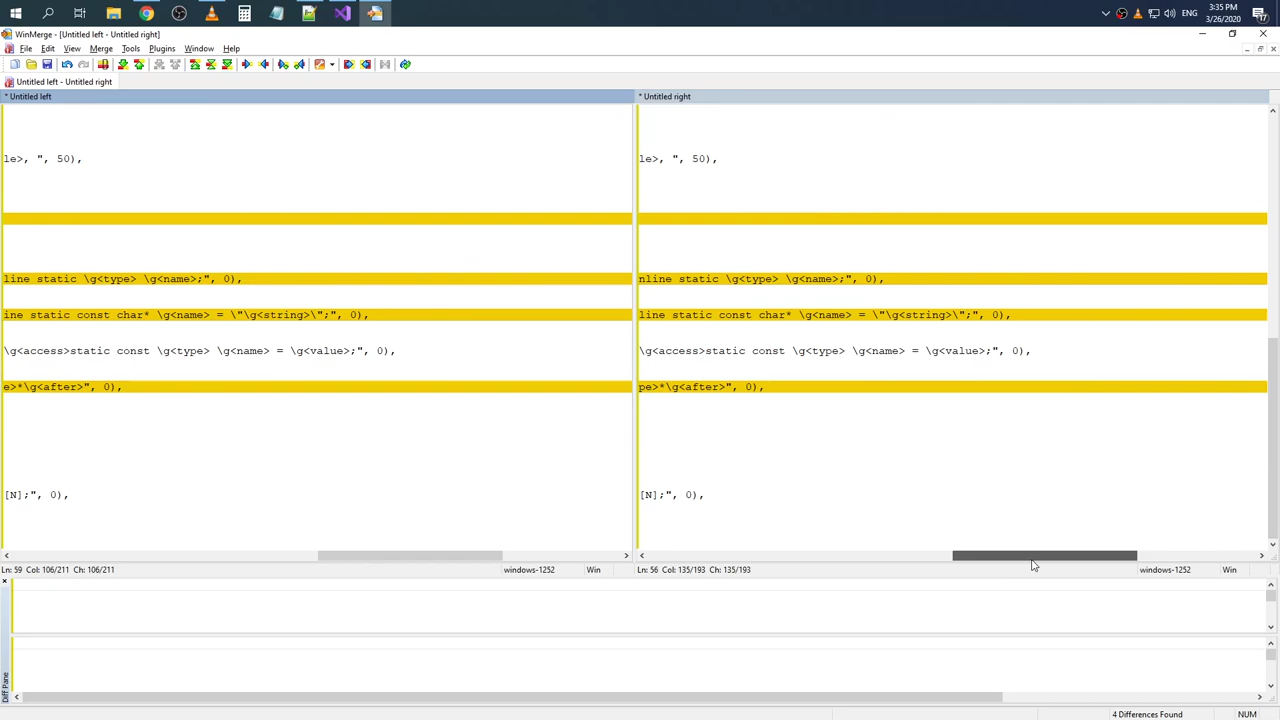 ENG
3:35 PM
3/26/2020
17
WinMerge - [Untitled left - Untitled right]
File Edit View Merge Tools Plugins Window Help
Untitled left - Untitled right
* Untitled left
* Untitled right
le>, ", 50),
le>, ", 50),
line static \g<type> \g<name>;", 0),
nline static \g<type> \g<name>;", 0),
ine static const char* \g<name> = \"\g<string>\";", 0),
line static const char* \g<name> = \"\g<string>\";", 0),
\g<access>static const \g<type> \g<name> = \g<value>;", 0),
\g<access>static const \g<type> \g<name> = \g<value>;", 0),
e>*\g<after>", 0),
pe>*\g<after>", 0),
[N];", 0),
[N];", 0),
Ln: 59 Col: 106/211 Ch: 106/211
windows-1252
Win
Ln: 56 Col: 135/193 Ch: 135/193
windows-1252
Win
Diff Pane
4 Differences Found
NUM